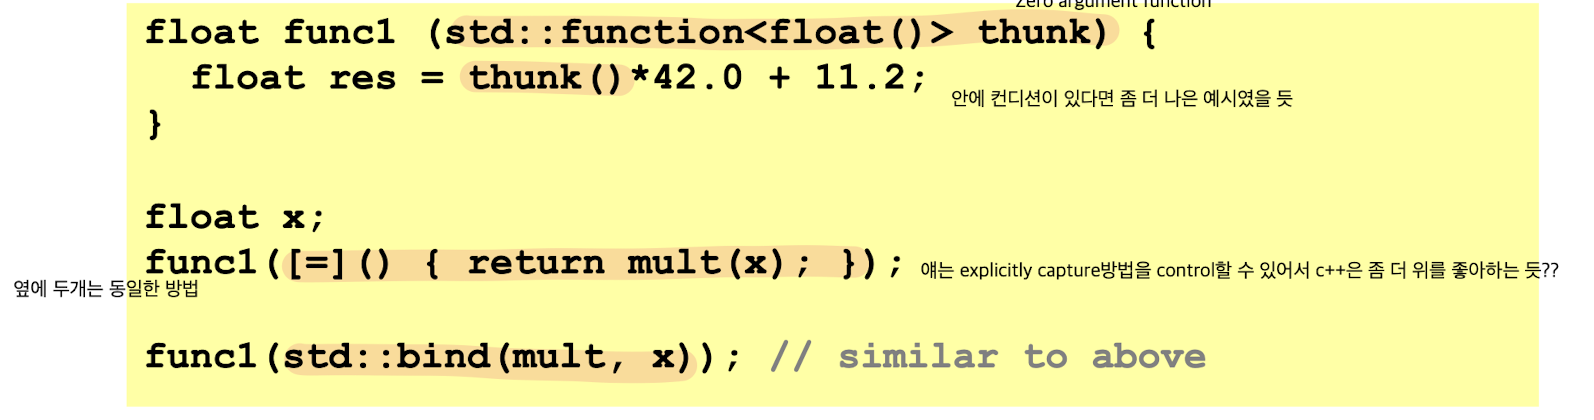 Zero argument function
float func1 (std::function<float()> thunk) {
float res = thunk()*42.0 + 11.2;
안에 컨디션이 있다면 좀 더 나은 예시였을 듯
}
float x;
func1([=]() { return mult(x); });
얘는 explicitly capture방법을 control할 수 있어서 c++은 좀 더 위를 좋아하는 듯??
옆에 두개는 동일한 방법
func1(std::bind(mult, x)); // similar to above